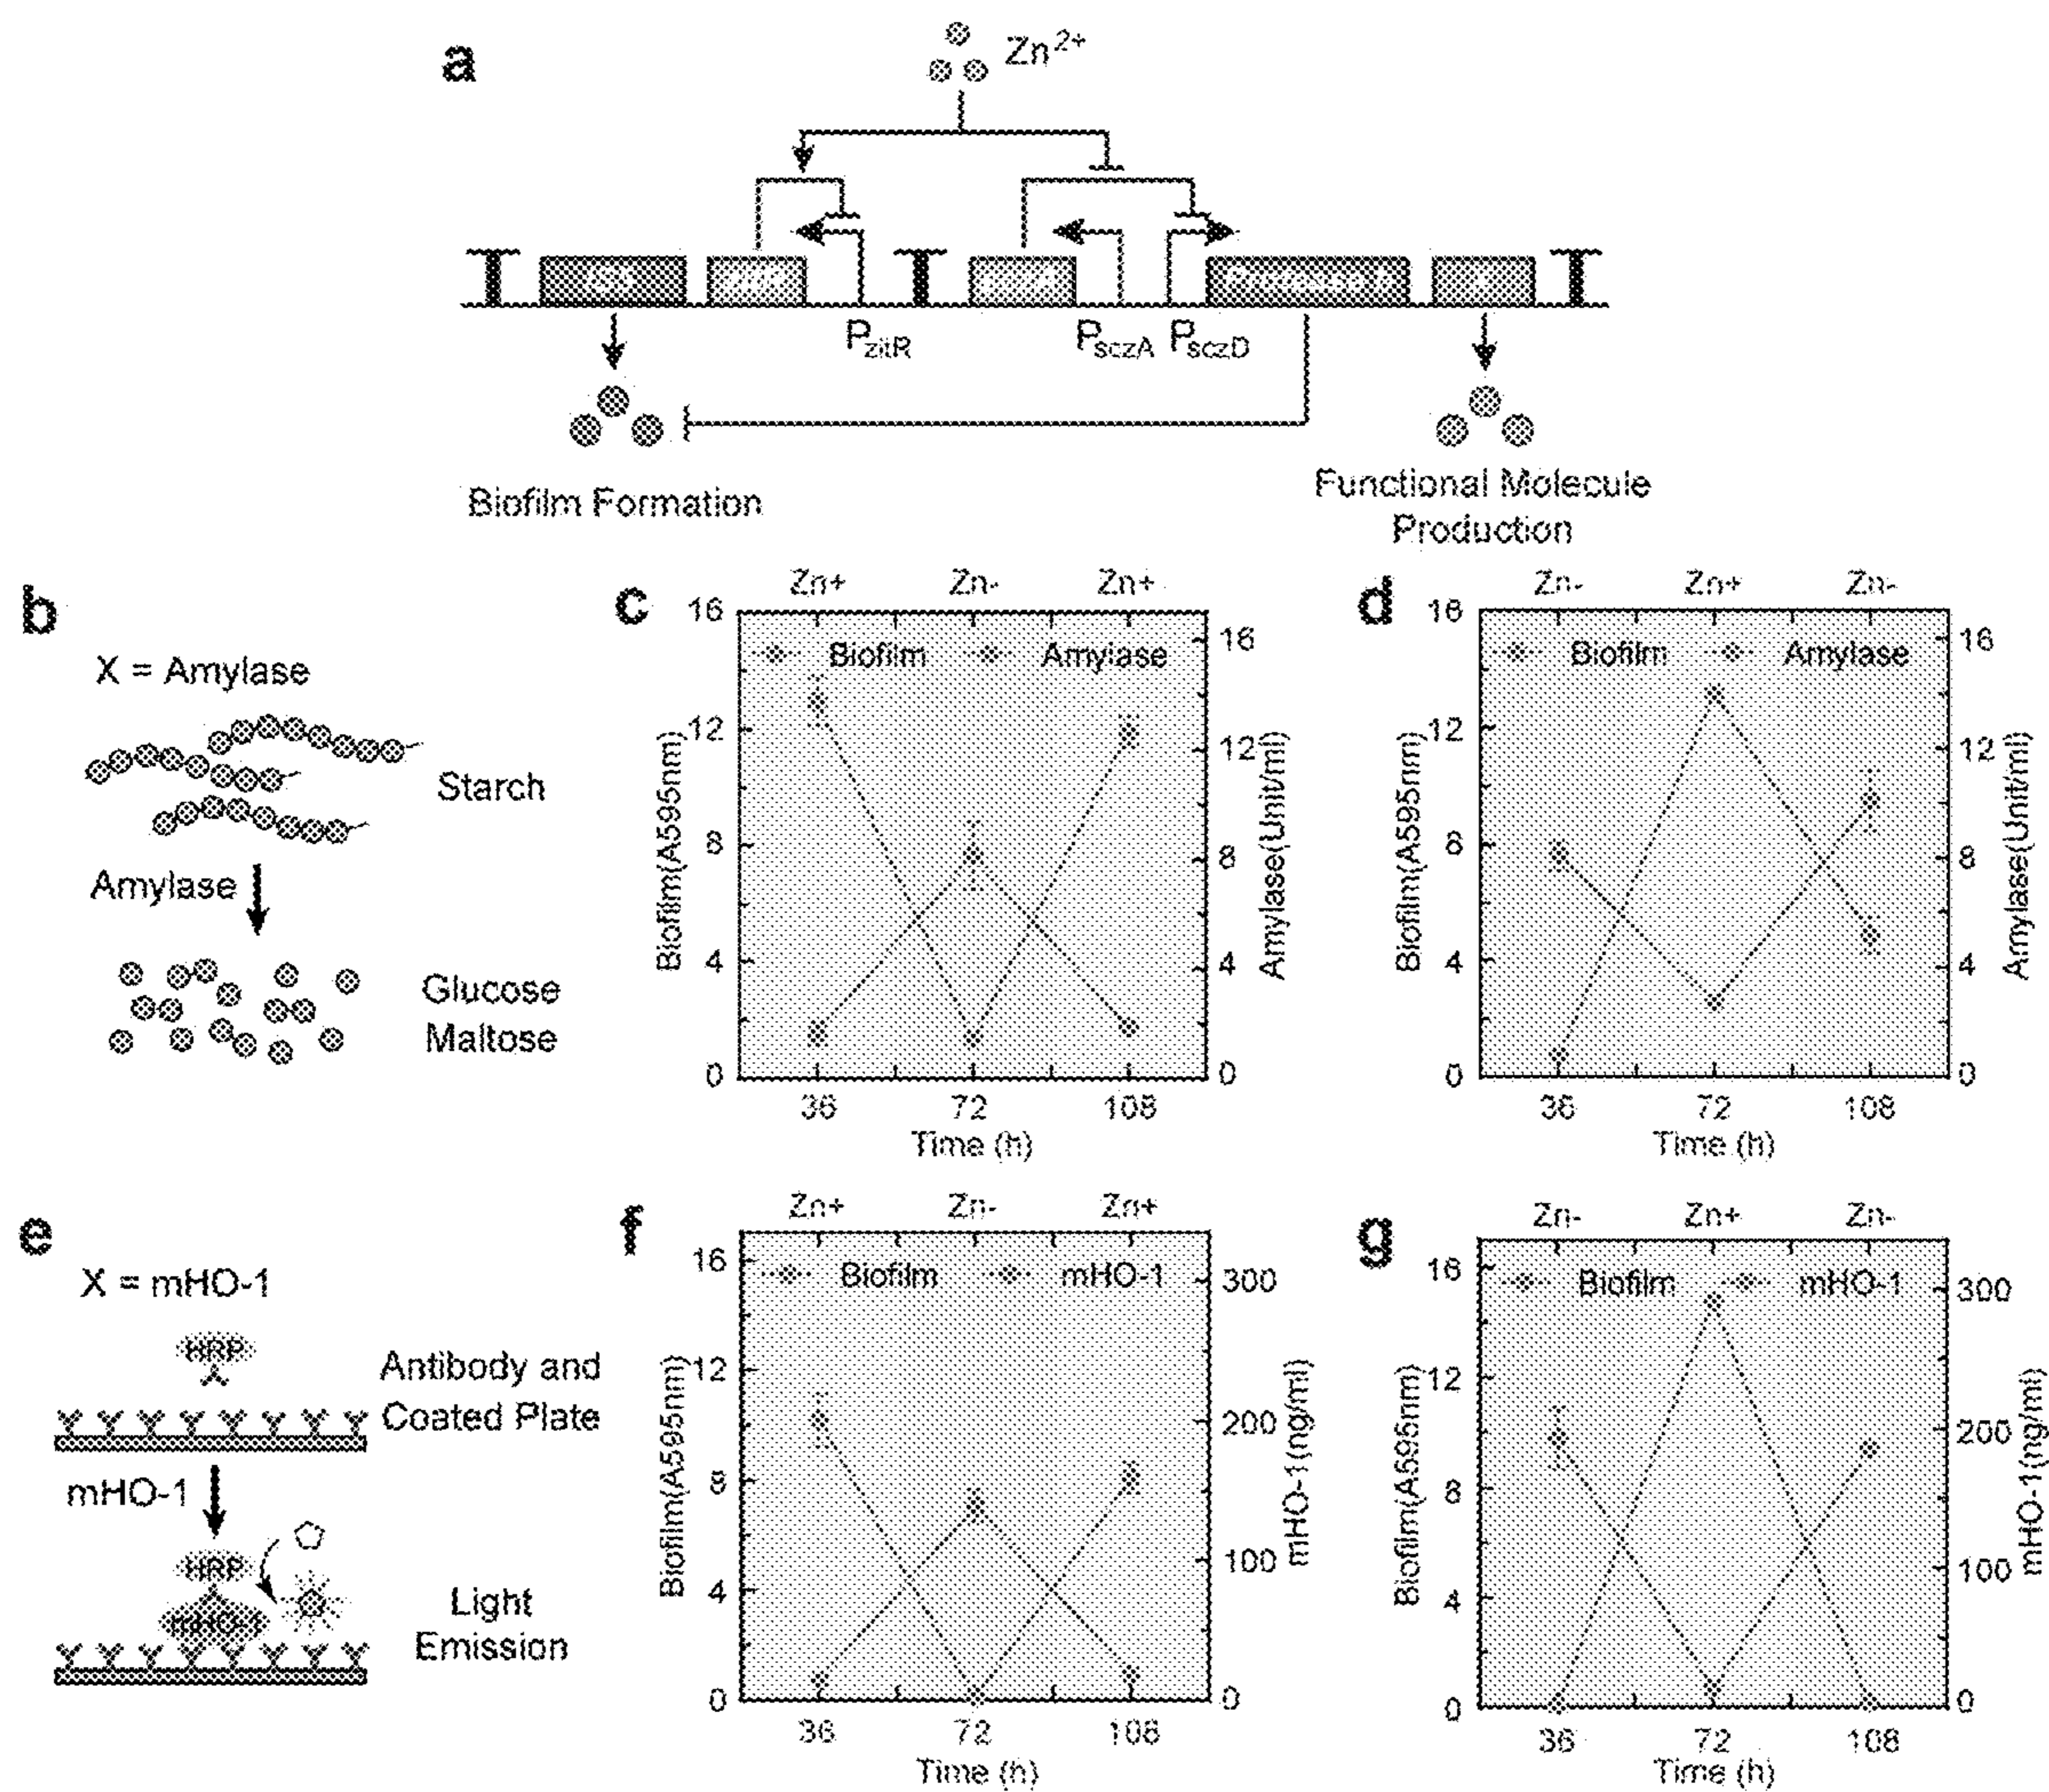 a
Zn2+
PzitR
PsczA PsczD
Biofilm Formation
Functional Molecule
Production
b
X = Amylase
Starch
Amylase
Glucose
Maltose
c
Zn+ Zn- Zn+
Biofilm Amylase
16
12
8
4
0
Biofilm(A595nm)
16
12
8
4
0
Amylase(Unit/ml)
36 72 108
Time (h)
d
Zn- Zn+ Zn-
Biofilm Amylase
16
12
8
4
0
Biofilm(A595nm)
16
12
8
4
0
Amylase(Unit/ml)
36 72 108
Time (h)
e
X = mHO-1
HRP
Antibody and
Coated Plate
mHO-1
HRP
mHO-1
Light
Emission
f
Zn+ Zn- Zn+
Biofilm mHO-1
16
12
8
4
0
Biofilm(A595nm)
300
200
100
0
mHO-1(ng/ml)
36 72 108
Time (h)
g
Zn- Zn+ Zn-
Biofilm mHO-1
16
12
8
4
0
Biofilm(A595nm)
300
200
100
0
mHO-1(ng/ml)
36 72 108
Time (h)